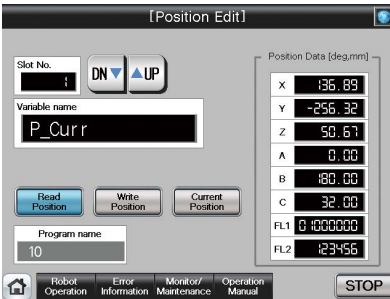 [Position Edit]
Slot No.
1
DN UP
Variable name
P_Curr
Read Position
Write Position
Current Position
Program name
10
Position Data [deg,mm]
X 136.89
Y -256.32
Z 50.67
A 0.00
B 180.00
C 32.00
FL1 01000000
FL2 123456
Robot Operation
Error Information
Monitor/ Maintenance
Operation Manual
STOP